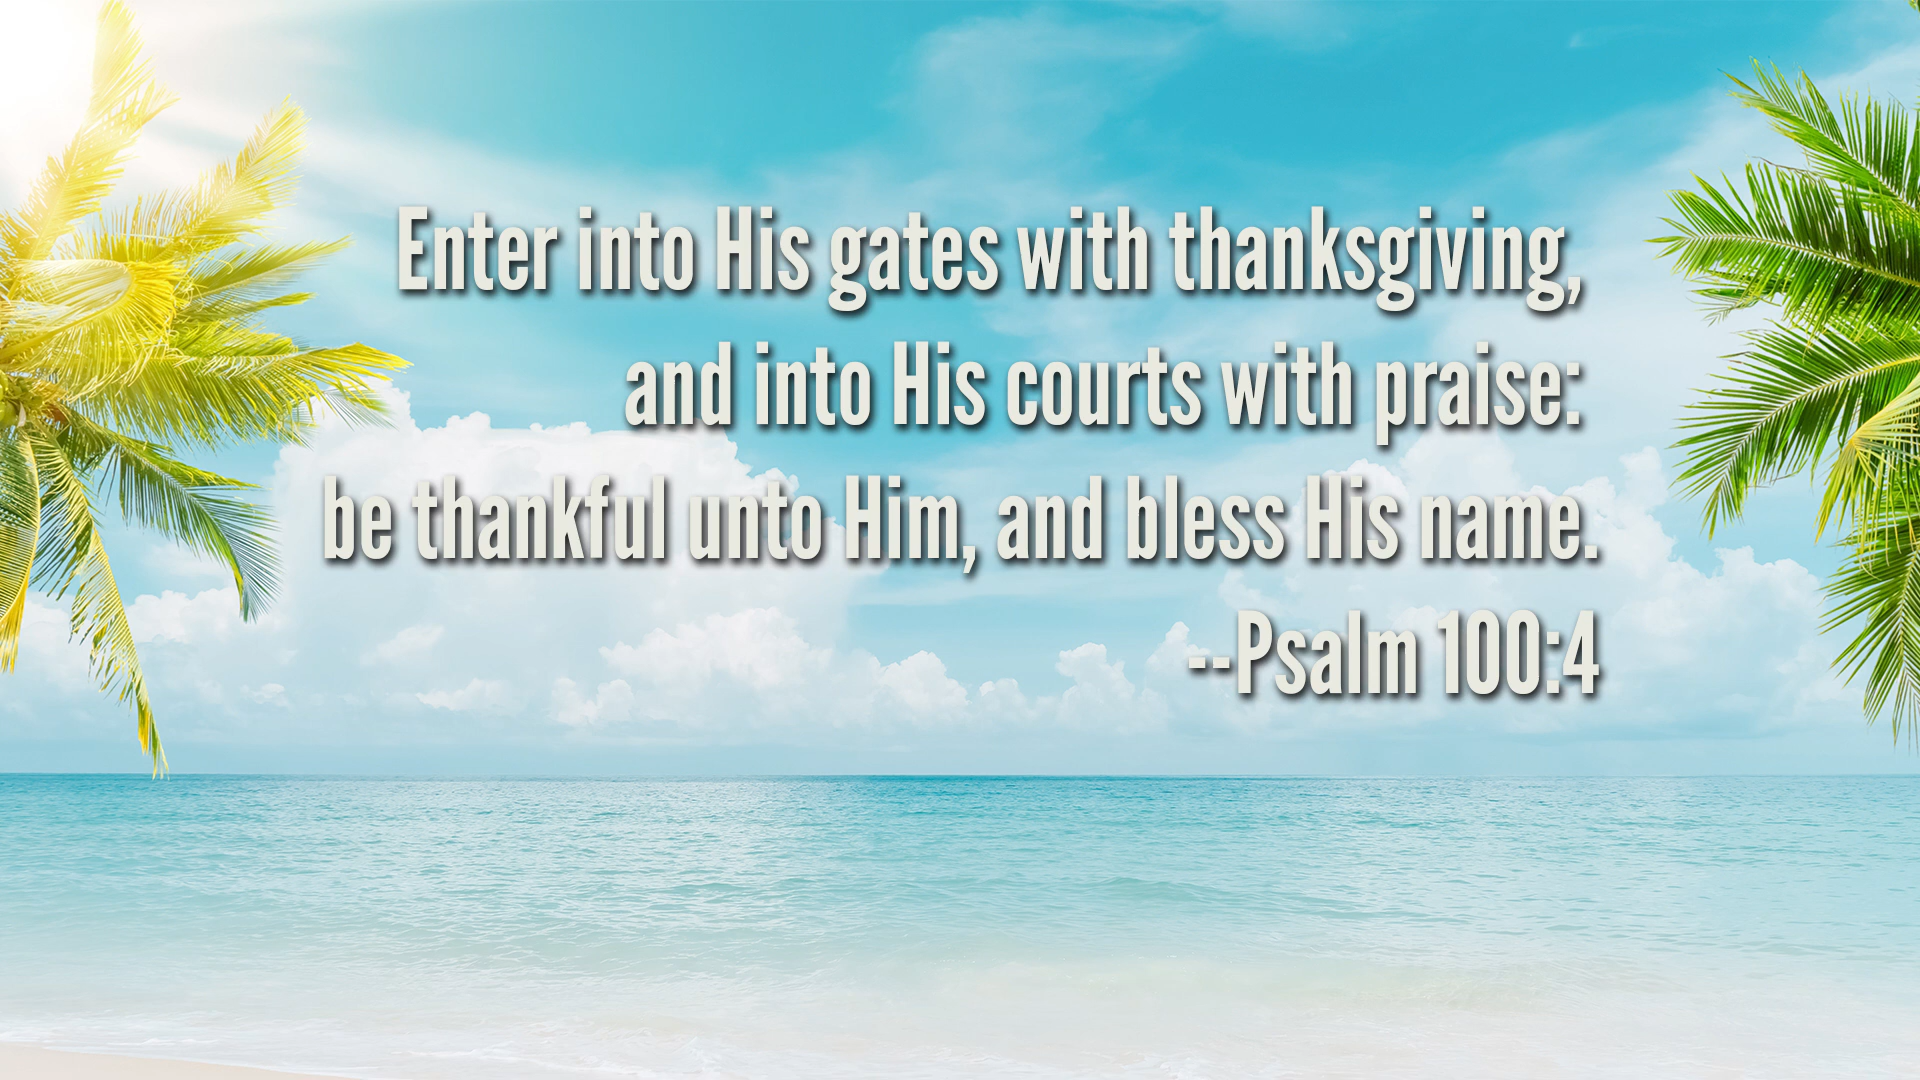 Enter into His gates with thanksgiving,
and into His courts with praise:
be thankful unto Him, and bless His name.
--Psalm 100:4